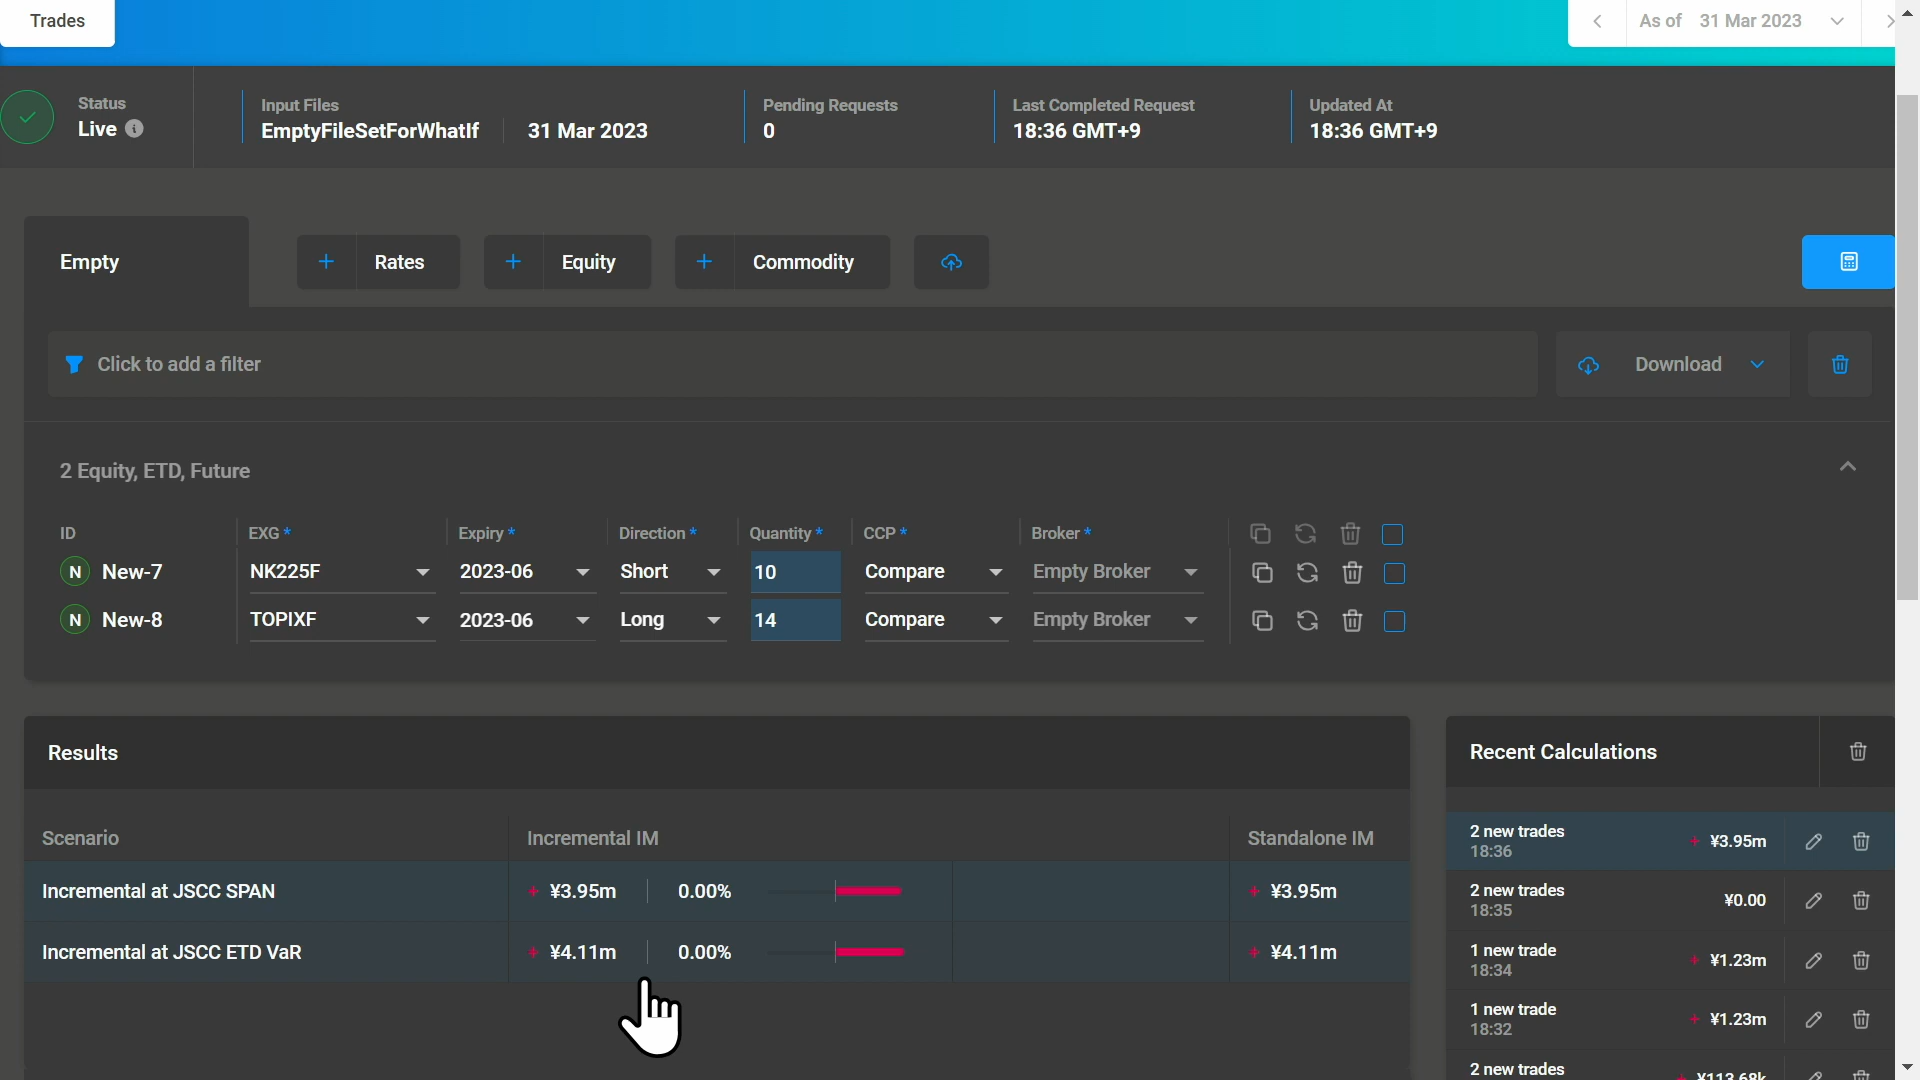 Trades
As of 31 Mar 2023
Status
Live
Input Files
EmptyFileSetForWhatIf 31 Mar 2023
Pending Requests
0
Last Completed Request
18:36 GMT+9
Updated At
18:36 GMT+9
Empty
+ Rates
+ Equity
+ Commodity
Click to add a filter
Download
2 Equity, ETD, Future
ID EXG * Expiry * Direction * Quantity * CCP * Broker *
N New-7 NK225F 2023-06 Short 10 Compare Empty Broker
N New-8 TOPIXF 2023-06 Long 14 Compare Empty Broker
Results
Scenario Incremental IM Standalone IM
Incremental at JSCC SPAN + ¥3.95m 0.00% + ¥3.95m
Incremental at JSCC ETD VaR + ¥4.11m 0.00% + ¥4.11m
Recent Calculations
2 new trades
18:36
+ ¥3.95m
2 new trades
18:35
¥0.00
1 new trade
18:34
+ ¥1.23m
1 new trade
18:32
+ ¥1.23m
2 new trades
+ ¥113.68k